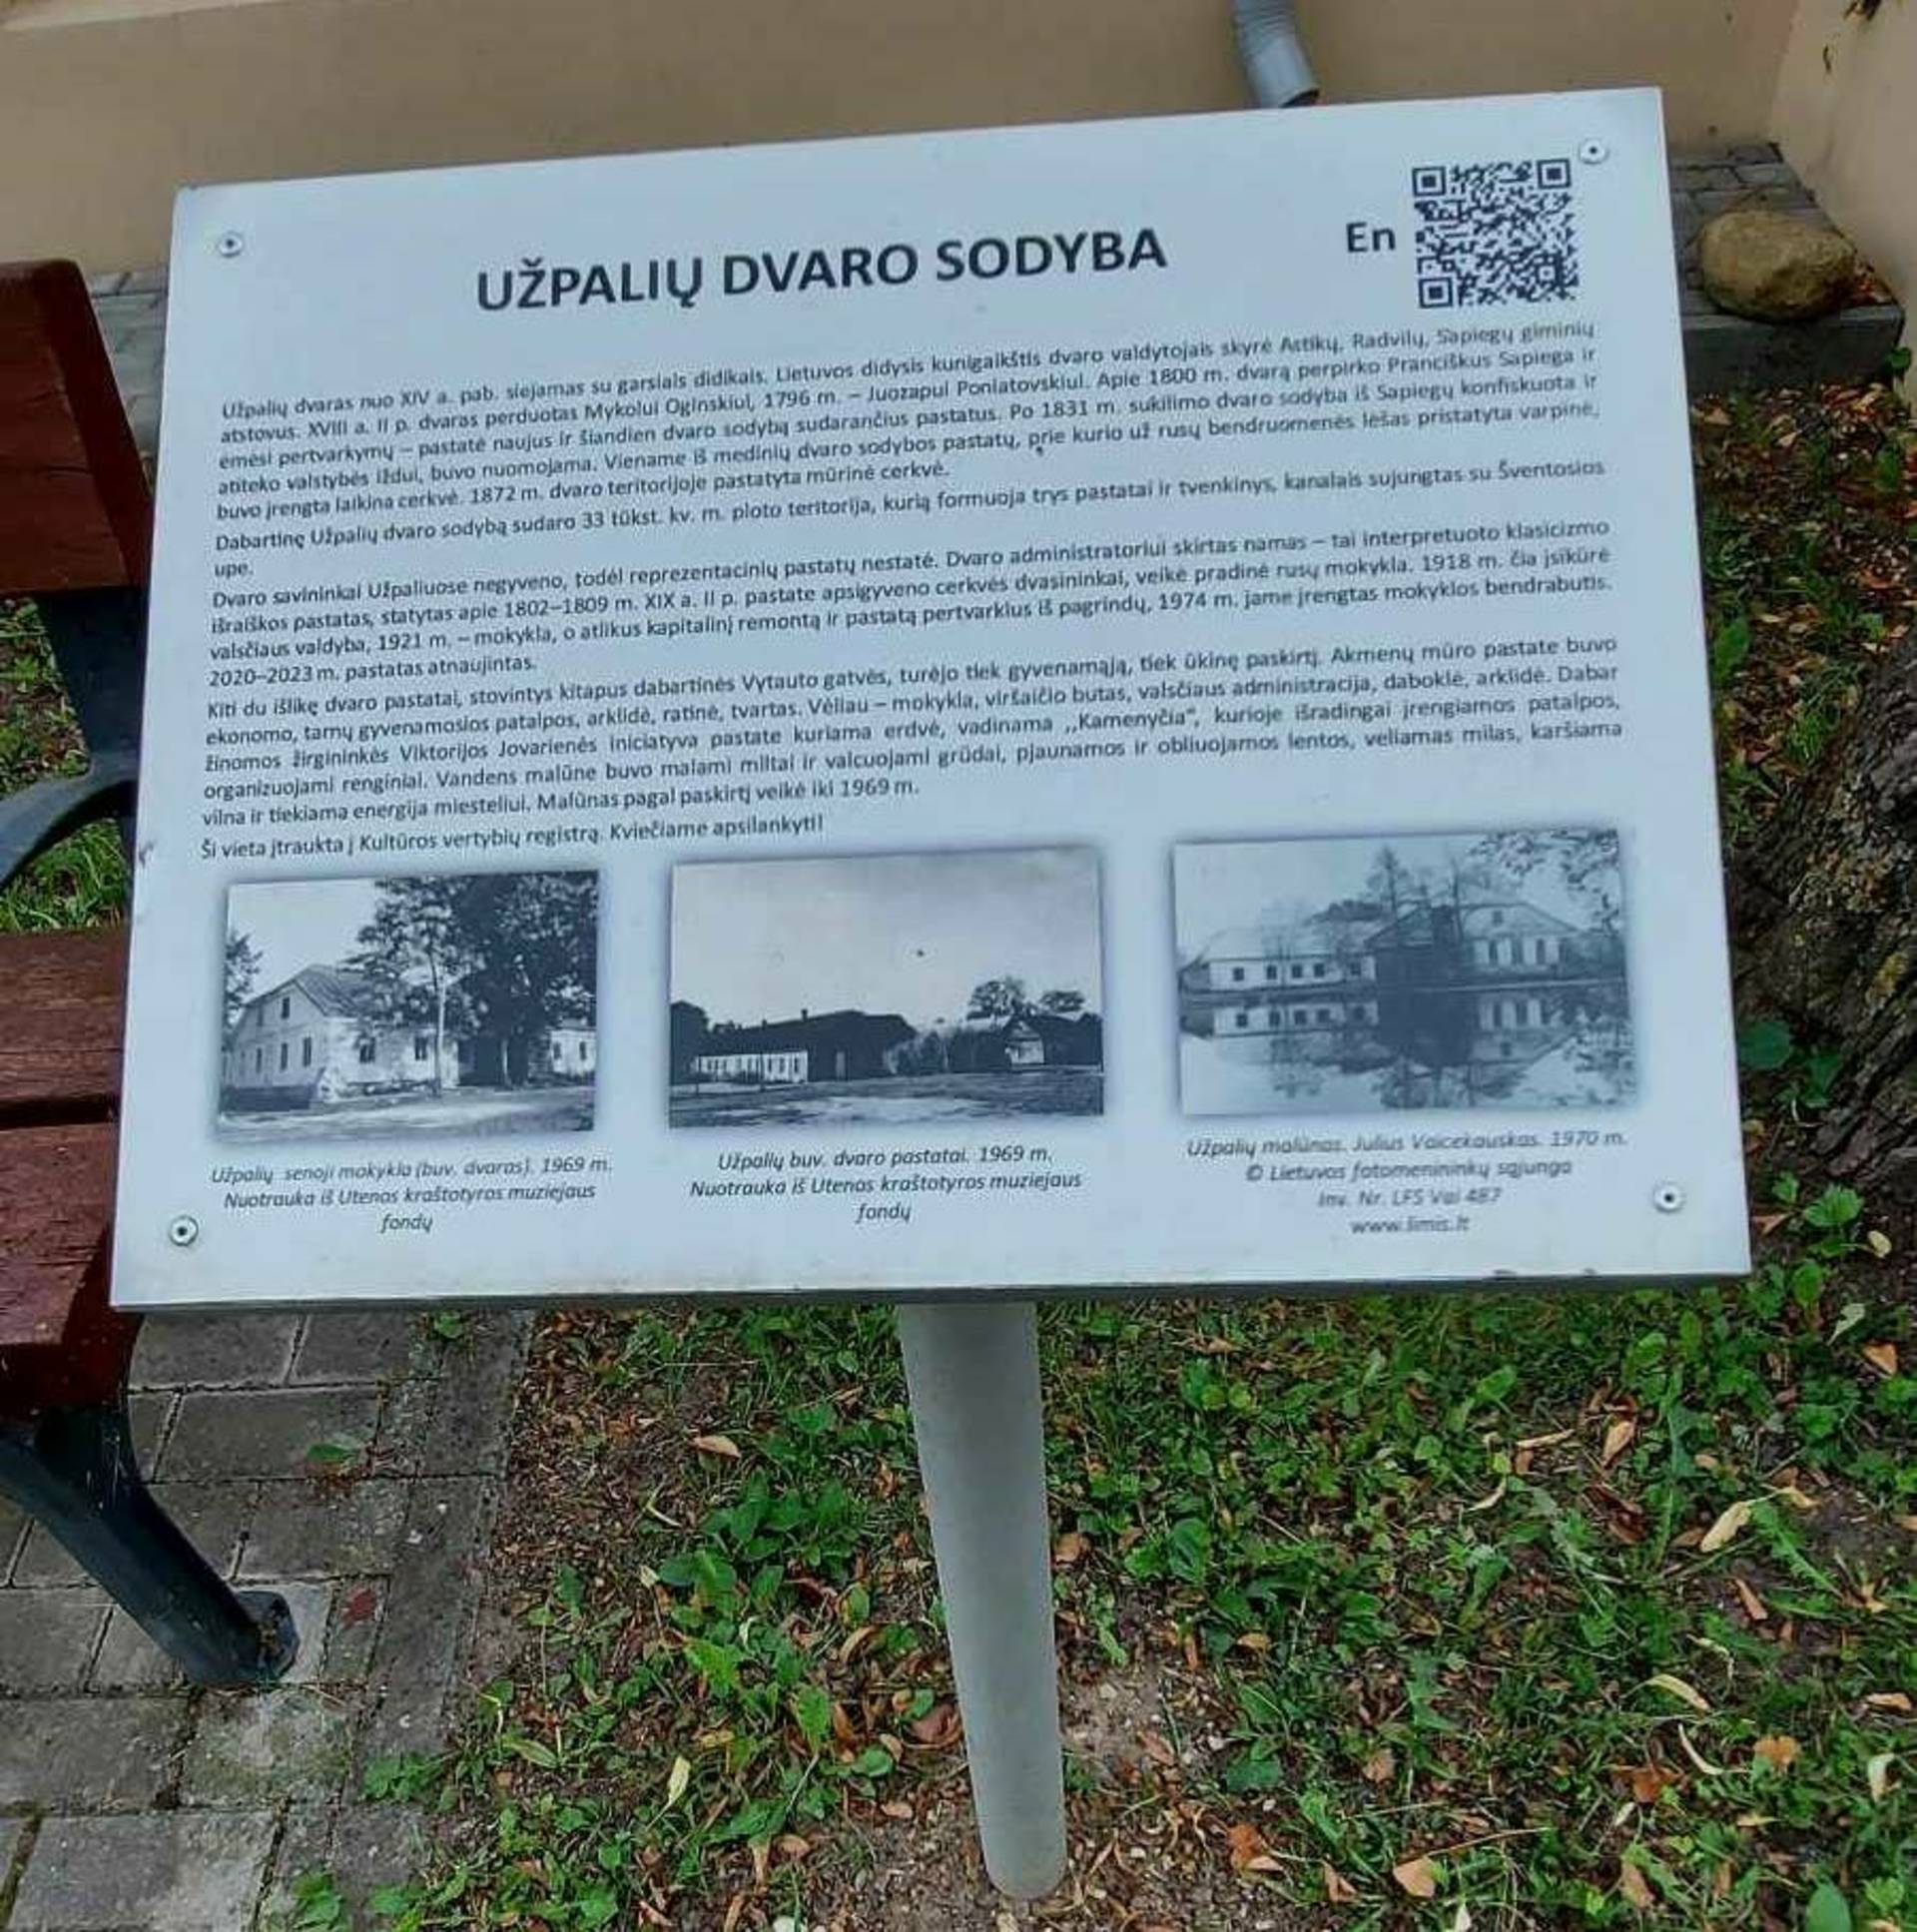 UŽPALIŲ DVARO SODYBA
En
Užpalių dvaras nuo XIV a. pab. siejamas su garsiais didikais. Lietuvos didysis kunigaikštis dvaro valdytojais skyrė Astikų, Radvilų, Sapiegų giminių
atstovus. XVIII a. II p. dvaras perduotas Mykolui Oginskiui, 1796 m. – Juozapui Poniatovskiui. Apie 1800 m. dvarą perpirko Pranciškus Sapiega ir
ėmėsi pertvarkymų – pastatė naujus ir šiandien dvaro sodybą sudarančius pastatus. Po 1831 m. sukilimo dvaro sodyba iš Sapiegų konfiskuota ir
atiteko valstybės iždui, buvo nuomojama. Viename iš medinių dvaro sodybos pastatų, prie kurio už rusų bendruomenės lėšas pristatyta varpinė,
buvo įrengta laikina cerkvė. 1872 m. dvaro teritorijoje pastatyta mūrinė cerkvė.
Dabartinę Užpalių dvaro sodybą sudaro 33 tūkst. kv. m. ploto teritorija, kurią formuoja trys pastatai ir tvenkinys, kanalais sujungtas su Šventosios
upe.
Dvaro savininkai Užpaliuose negyveno, todėl reprezentacinių pastatų nestatė. Dvaro administratoriui skirtas namas – tai interpretuoto klasicizmo
išraiškos pastatas, statytas apie 1802–1809 m. XIX a. II p. pastate apsigyveno cerkvės dvasininkai, veikė pradinė rusų mokykla. 1918 m. čia įsikūrė
valsčiaus valdyba, 1921 m. – mokykla, o atlikus kapitalinį remontą ir pastatą pertvarkius iš pagrindų, 1974 m. jame įrengtas mokyklos bendrabutis.
2020–2023 m. pastatas atnaujintas.
Kiti du išlikę dvaro pastatai, stovintys kitapus dabartinės Vytauto gatvės, turėjo tiek gyvenamąją, tiek ūkinę paskirtį. Akmenų mūro pastate buvo
ekonomo, tarnų gyvenamosios patalpos, arklidė, ratinė, tvartas. Vėliau – mokykla, viršaičio butas, valsčiaus administracija, daboklė, arklidė. Dabar
žinomos žirgininkės Viktorijos Jovarienės iniciatyva pastate kuriama erdvė, vadinama „Kamenyčia“, kurioje išradingai įrengiamos patalpos,
organizuojami renginiai. Vandens malūne buvo malami miltai ir valcuojami grūdai, pjaunamos ir obliuojamos lentos, veliamas milas, karšiama
vilna ir tiekiama energija miesteliui. Malūnas pagal paskirtį veikė iki 1969 m.
Ši vieta įtraukta į Kultūros vertybių registrą. Kviečiame apsilankyti!
Užpalių senoji mokykla (buv. dvaras). 1969 m.
Nuotrauka iš Utenos kraštotyros muziejaus
fondų
Užpalių buv. dvaro pastatai. 1969 m.
Nuotrauka iš Utenos kraštotyros muziejaus
fondų
Užpalių malūnas. Julius Vaicekauskas. 1970 m.
© Lietuvos fotomenininkų sąjunga
Inv. Nr. LFS Vai 487
www.limis.lt